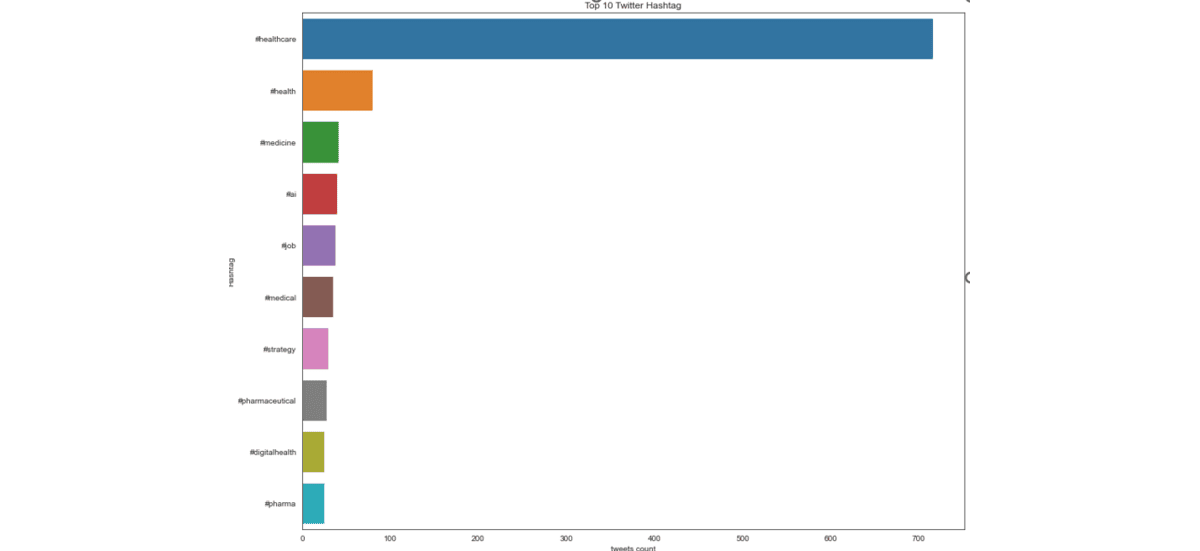 Top 10 Twitter Hashtag
#healthcare
#health
#medicine
#ai
#job
#medical
#strategy
#pharmaceutical
#digitalhealth
#pharma
Hashtag
0 100 200 300 400 500 600 700
tweets count